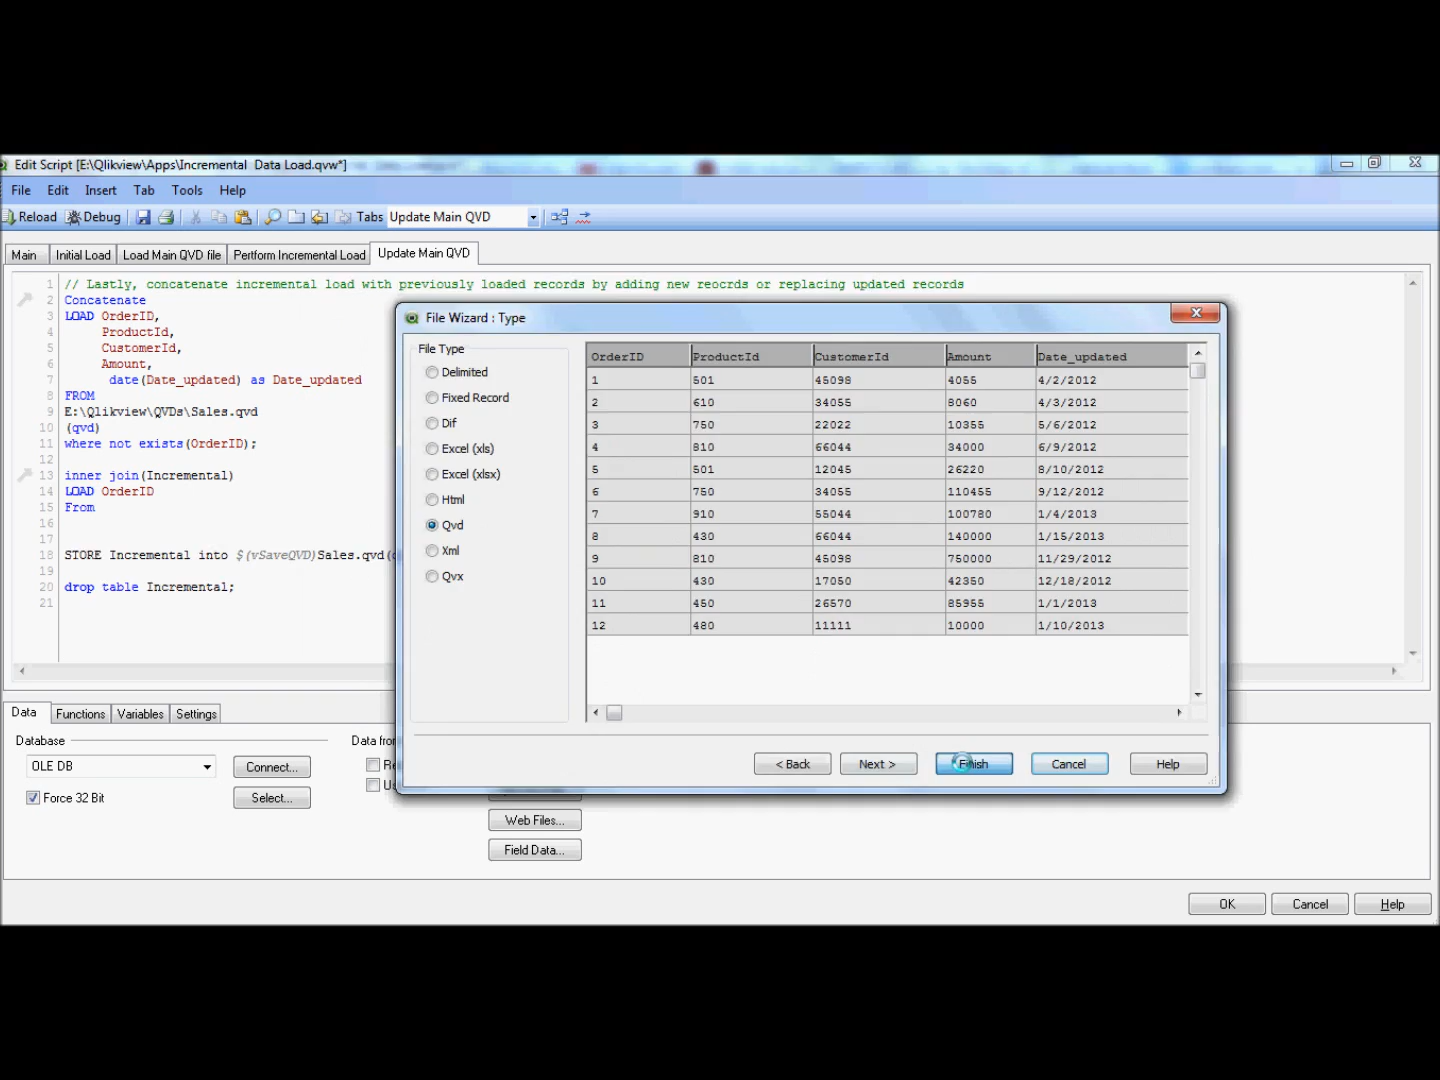 Edit Script [E:\Qlikview\Apps\Incremental  Data Load.qvw*]
File Edit Insert Tab Tools Help
Reload Debug Tabs Update Main QVD
Main Initial Load Load Main QVD file Pertform Incremental Load Update Main QVD
1 // Lastly, concatenate incremental load with previously loaded records by adding new reocrds or replacing updated records
2 Concatenate
3 LOAD OrderID,
4 ProductId,
5 CustomerId,
6 Amount,
7 date(Date_updated) as Date_updated
8 FROM
9 E:\Qlikview\QVDs\Sales.qvd
10 (qvd)
11 where not exists(OrderID);
12
13 inner join(Incremental)
14 LOAD OrderID
15 From
16
17
18 STORE Incremental into $(vSaveQVD)Sales.qvd(
19
20 drop table Incremental;
21
File Wizard : Type
File Type
Delimited
Fixed Record
Dif
Excel (xls)
Excel (xlsx)
Html
Qvd
Xml
Qvx
OrderID ProductId CustomerId Amount Date_updated
1 501 45098 4055 4/2/2012
2 610 34055 8060 4/3/2012
3 750 22022 10355 5/6/2012
4 810 66044 34000 6/9/2012
5 501 12045 26220 8/10/2012
6 750 34055 110455 9/12/2012
7 910 55044 100780 1/4/2013
8 430 66044 140000 1/15/2013
9 810 45098 750000 11/29/2012
10 430 17050 42350 12/18/2012
11 450 26570 85955 1/1/2013
12 480 11111 10000 1/10/2013
< Back Next > Finish Cancel Help
Data Functions Variables Settings
Database
OLE DB Connect...
Force 32 Bit Select...
Data from
Re
Us
Web Files...
Field Data...
OK Cancel Help